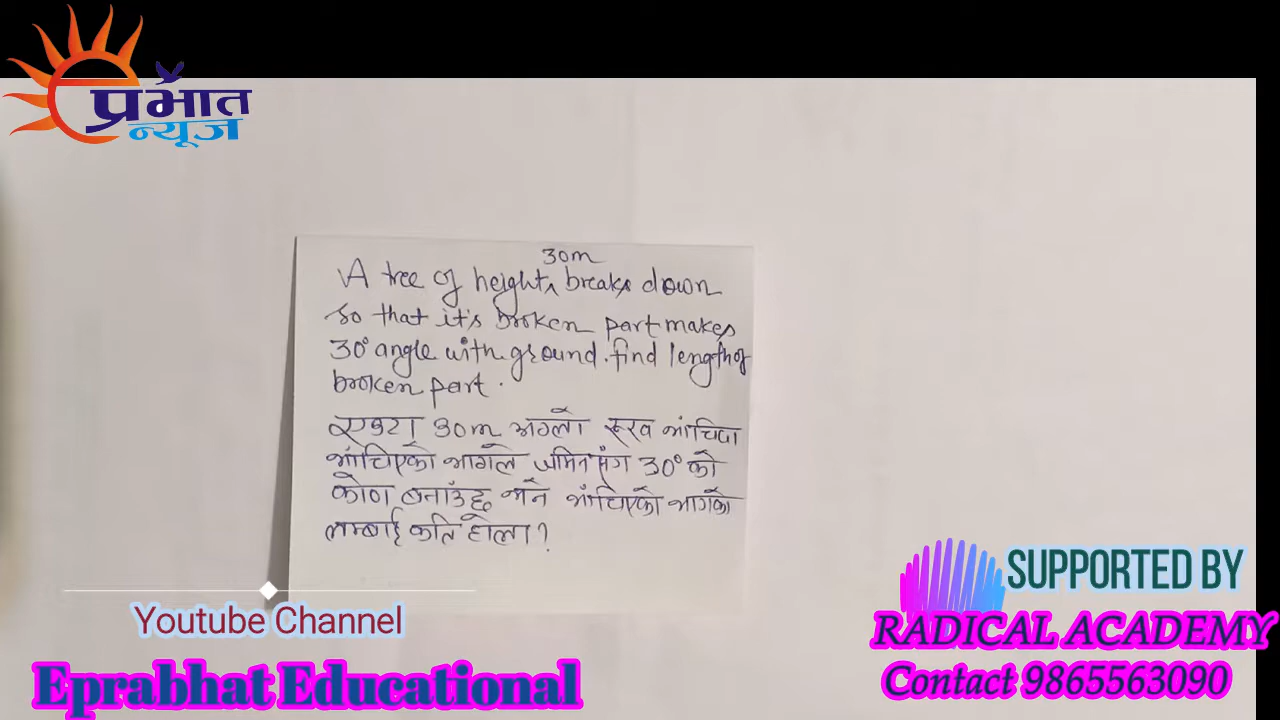 प्रभात
न्यूज
30m
A tree of height, breaks down
so that it's broken part makes
30° angle with ground. find length of
broken part.
एउटा 30m अग्लो रूख भाँचिदा
भाँचिएको भागले जमिन संग 30° को
कोण बनाउँछ भने भाँचिएको भागको
लम्बाई कति होला?
SUPPORTED BY
Youtube Channel
RADICAL ACADEMY
Eprabhat Educational
Contact 9865563090